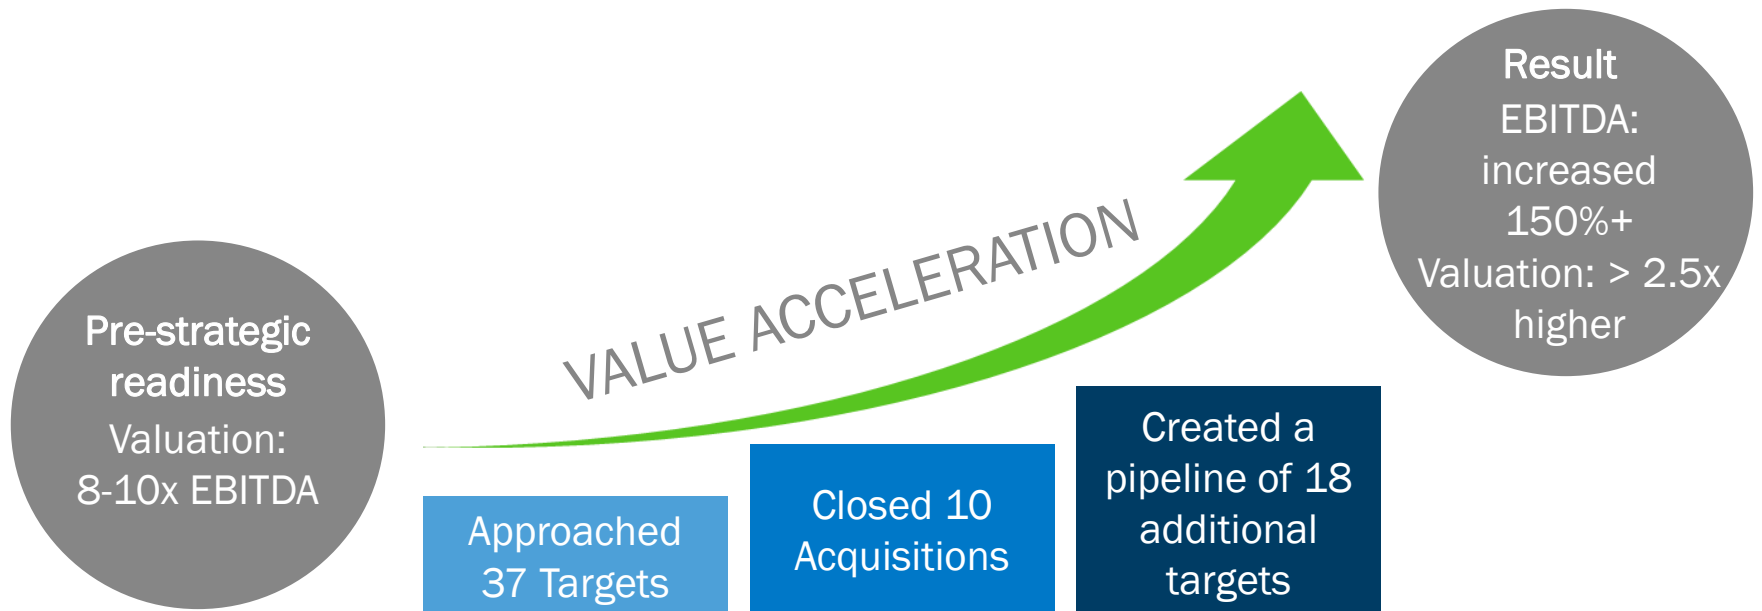 Pre-strategic
readiness
Valuation:
8-10x EBITDA
VALUE ACCELERATION
Approached
37 Targets
Closed 10
Acquisitions
Created a
pipeline of 18
additional
targets
Result
EBITDA:
increased
150%+
Valuation: > 2.5x
higher